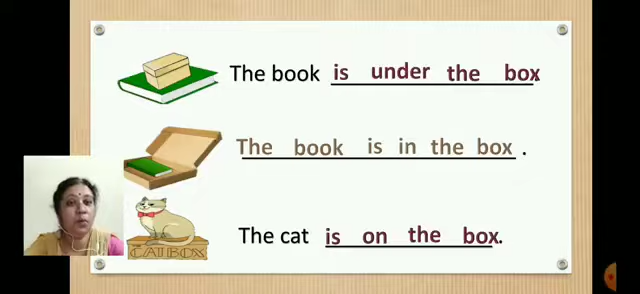 The book is under the box
The book is in the box .
CATBOX
The cat is on the box.